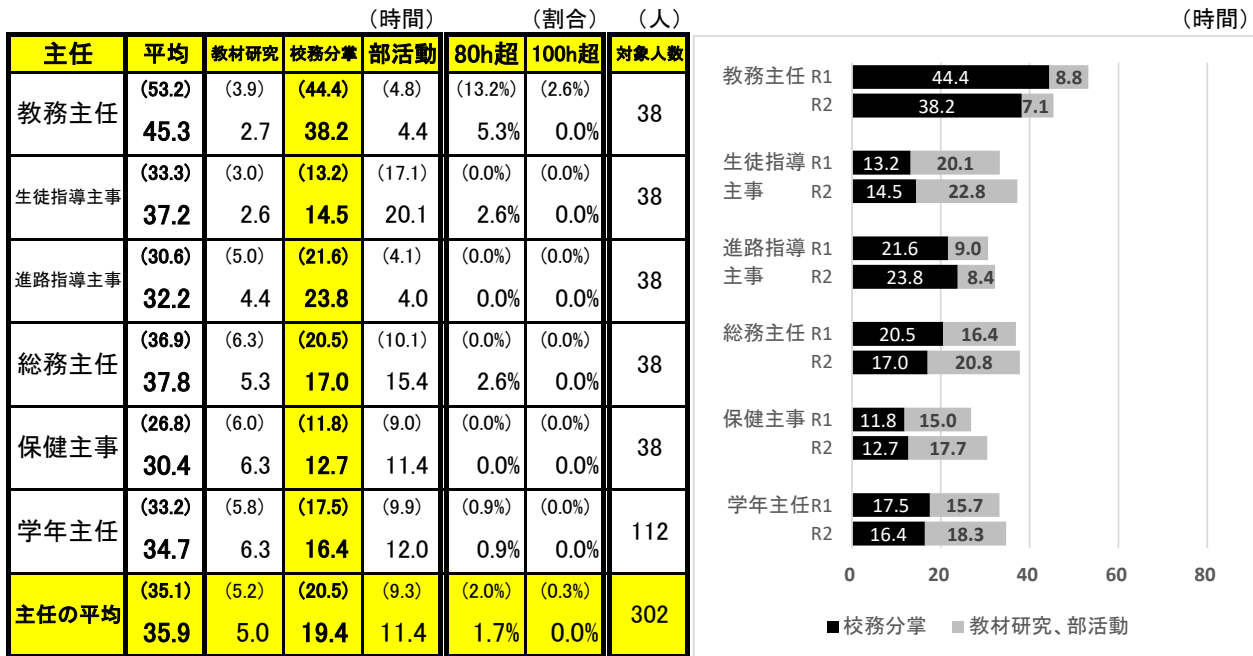 （時間） （割合） （人）
主任 平均 教材研究 校務分掌 部活動 80h超 100h超 対象人数
教務主任 (53.2) (3.9) (44.4) (4.8) (13.2%) (2.6%) 38
45.3 2.7 38.2 4.4 5.3% 0.0%
生徒指導主事 (33.3) (3.0) (13.2) (17.1) (0.0%) (0.0%) 38
37.2 2.6 14.5 20.1 2.6% 0.0%
進路指導主事 (30.6) (5.0) (21.6) (4.1) (0.0%) (0.0%) 38
32.2 4.4 23.8 4.0 0.0% 0.0%
総務主任 (36.9) (6.3) (20.5) (10.1) (0.0%) (0.0%) 38
37.8 5.3 17.0 15.4 2.6% 0.0%
保健主事 (26.8) (6.0) (11.8) (9.0) (0.0%) (0.0%) 38
30.4 6.3 12.7 11.4 0.0% 0.0%
学年主任 (33.2) (5.8) (17.5) (9.9) (0.9%) (0.0%) 112
34.7 6.3 16.4 12.0 0.9% 0.0%
主任の平均 (35.1) (5.2) (20.5) (9.3) (2.0%) (0.3%) 302
35.9 5.0 19.4 11.4 1.7% 0.0%
（時間）
教務主任 R1 44.4 8.8
R2 38.2 7.1
生徒指導 R1 13.2 20.1
主事 R2 14.5 22.8
進路指導 R1 21.6 9.0
主事 R2 23.8 8.4
総務主任 R1 20.5 16.4
R2 17.0 20.8
保健主事 R1 11.8 15.0
R2 12.7 17.7
学年主任R1 17.5 15.7
R2 16.4 18.3
0 20 40 60 80
校務分掌 教材研究、部活動